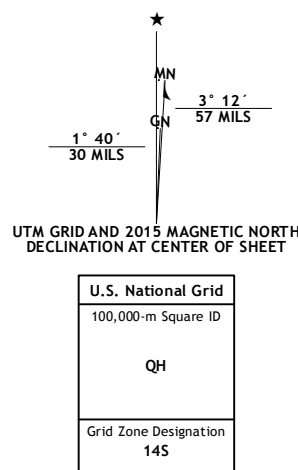 ★
MN
GN
3° 12´
57 MILS
1° 40´
30 MILS
UTM GRID AND 2015 MAGNETIC NORTH
DECLINATION AT CENTER OF SHEET
U.S. National Grid
100,000-m Square ID
QH
Grid Zone Designation
14S